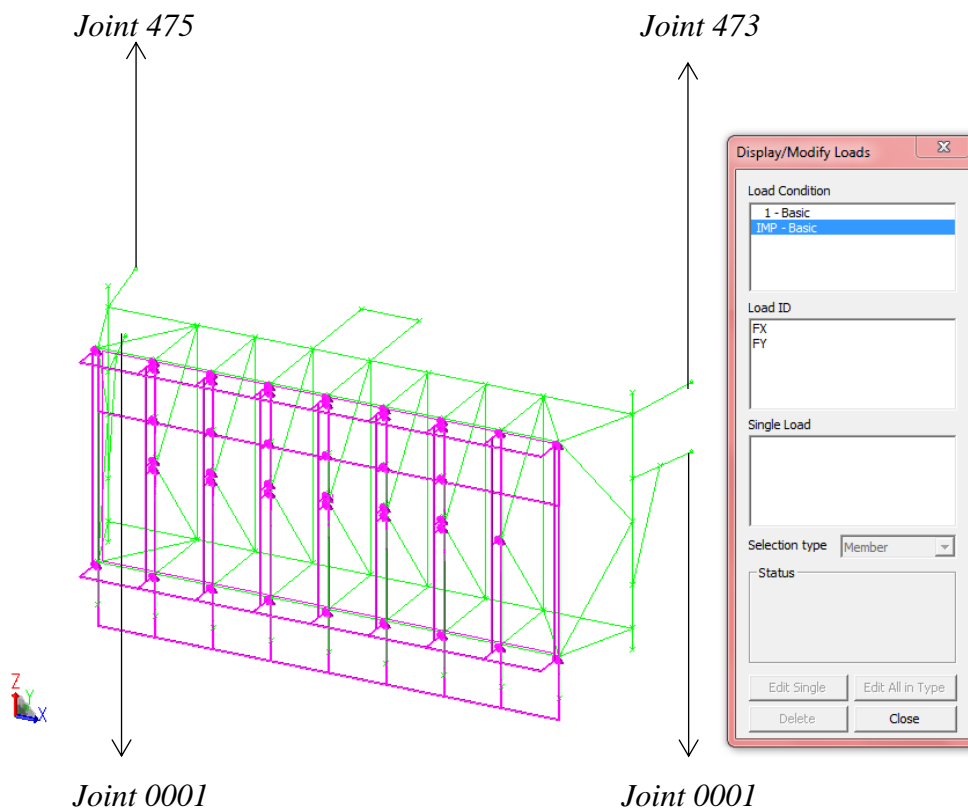 Joint 475
Joint 473
Display/Modify Loads
Load Condition
1 - Basic
IMP - Basic
Load ID
FX
FY
Single Load
Selection type
Member
Status
Edit Single
Edit All in Type
Delete
Close
Z
Y
X
Joint 0001
Joint 0001